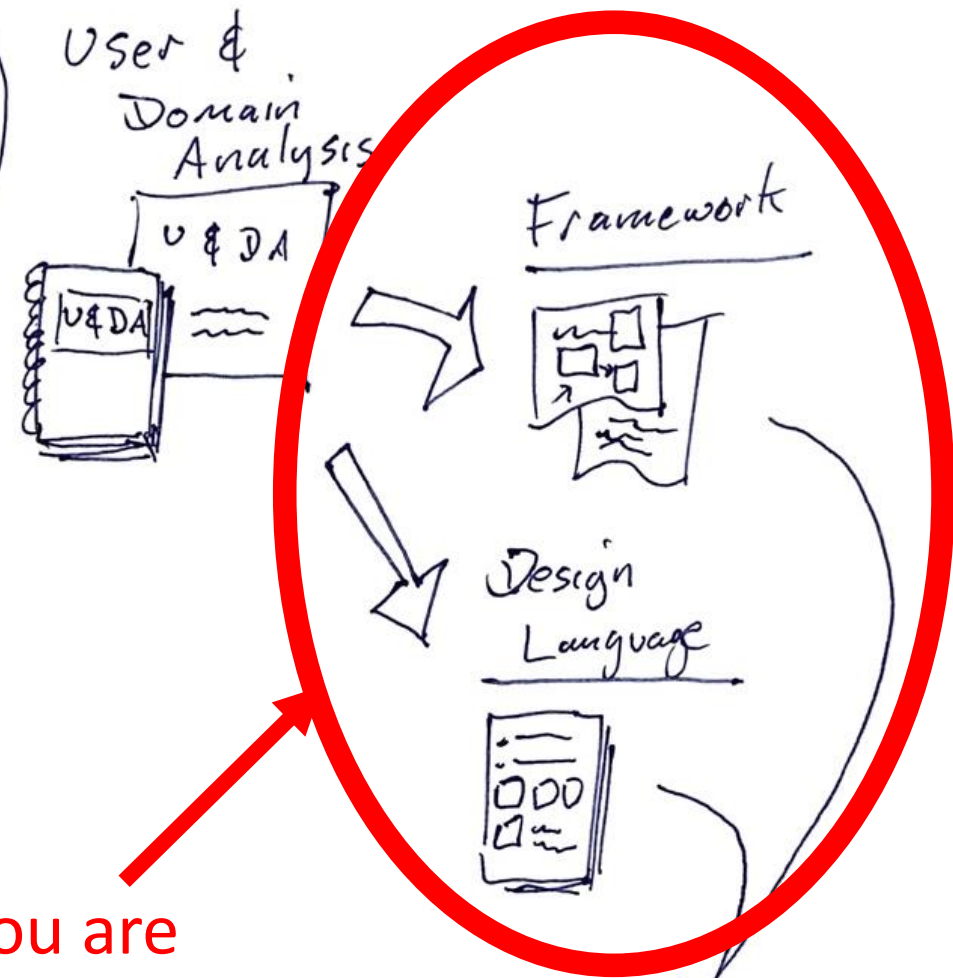 User &
Domain
Analysis
U & DA
U&DA
Framework
Design
Language
ou are